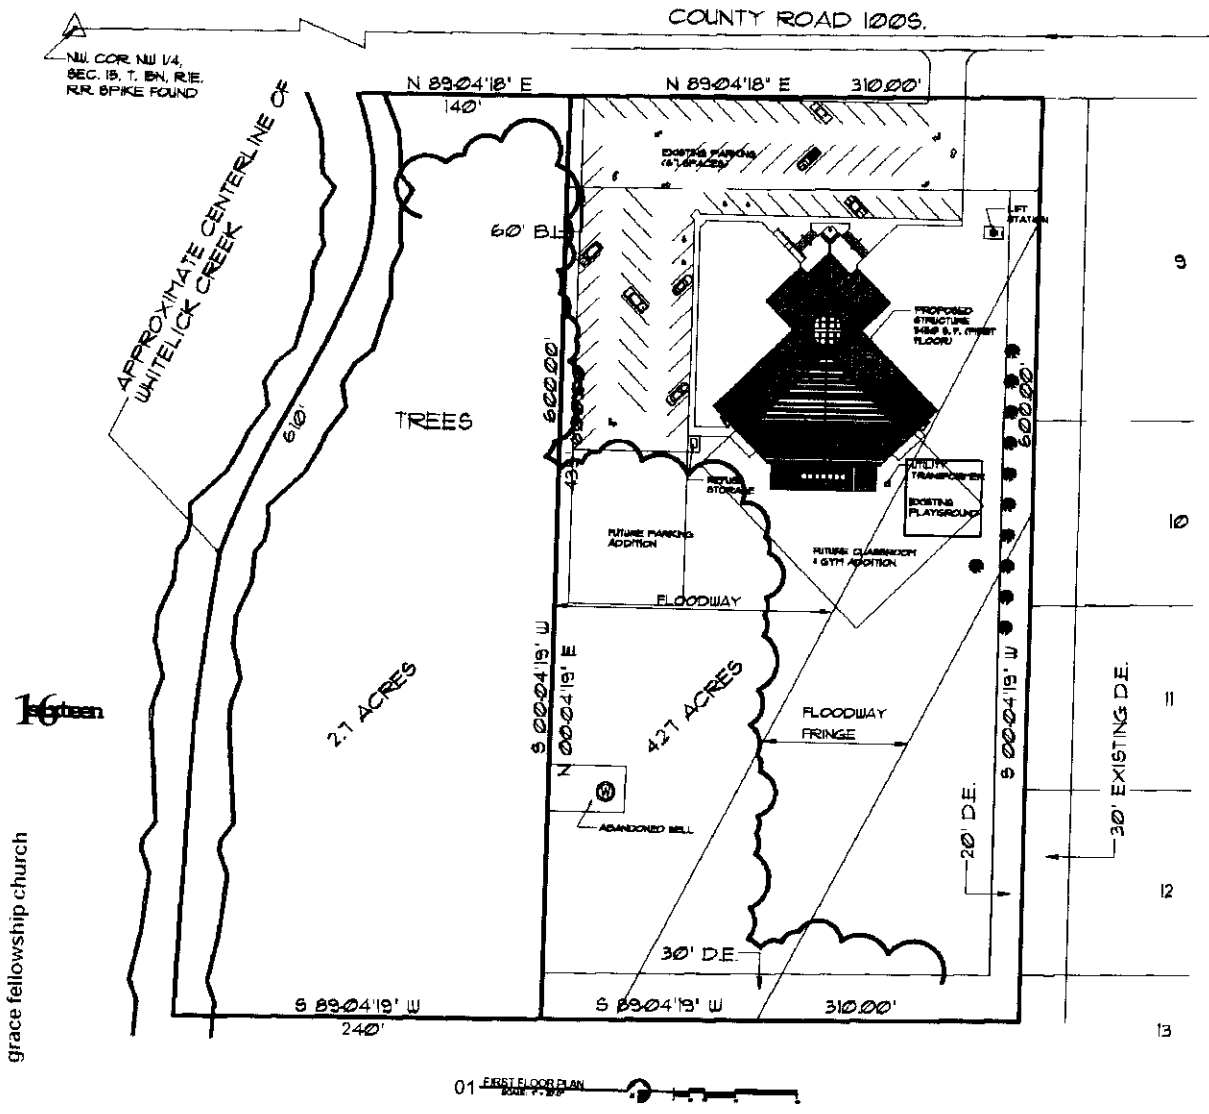 COUNTY ROAD 100S.
NW. COR. NW 1/4,
SEC. 15, T. 15N, R.1E.
R.R. SPIKE FOUND
APPROXIMATE CENTERLINE OF
WHITELICK CREEK
N 89-04'18" E
140'
N 89-04'18" E
310.00'
EXISTING PARKING
60' B.L.
LIFT
STATION
9
PROPOSED
STRUCTURE
FLOOR)
610'
TREES
600.00'
600.00'
REFUSE
STORAGE
UTILITY
TRANSFORMER
EXISTING
PLAYGROUND
10
FUTURE PARKING
ADDITION
FUTURE CLASSROOM
& GYM ADDITION
FLOODWAY
S 00-04'19" W
N 00-04'19" E
S 00-04'19" W
2.7 ACRES
4.27 ACRES
FLOODWAY
FRINGE
11
30' EXISTING D.E.
20' D.E.
ABANDONED WELL
12
30' D.E.
S 89-04'19" W
240'
S 89-04'19" W
310.00'
13
16
sixteen
grace fellowship church
01 FIRST FLOOR PLAN